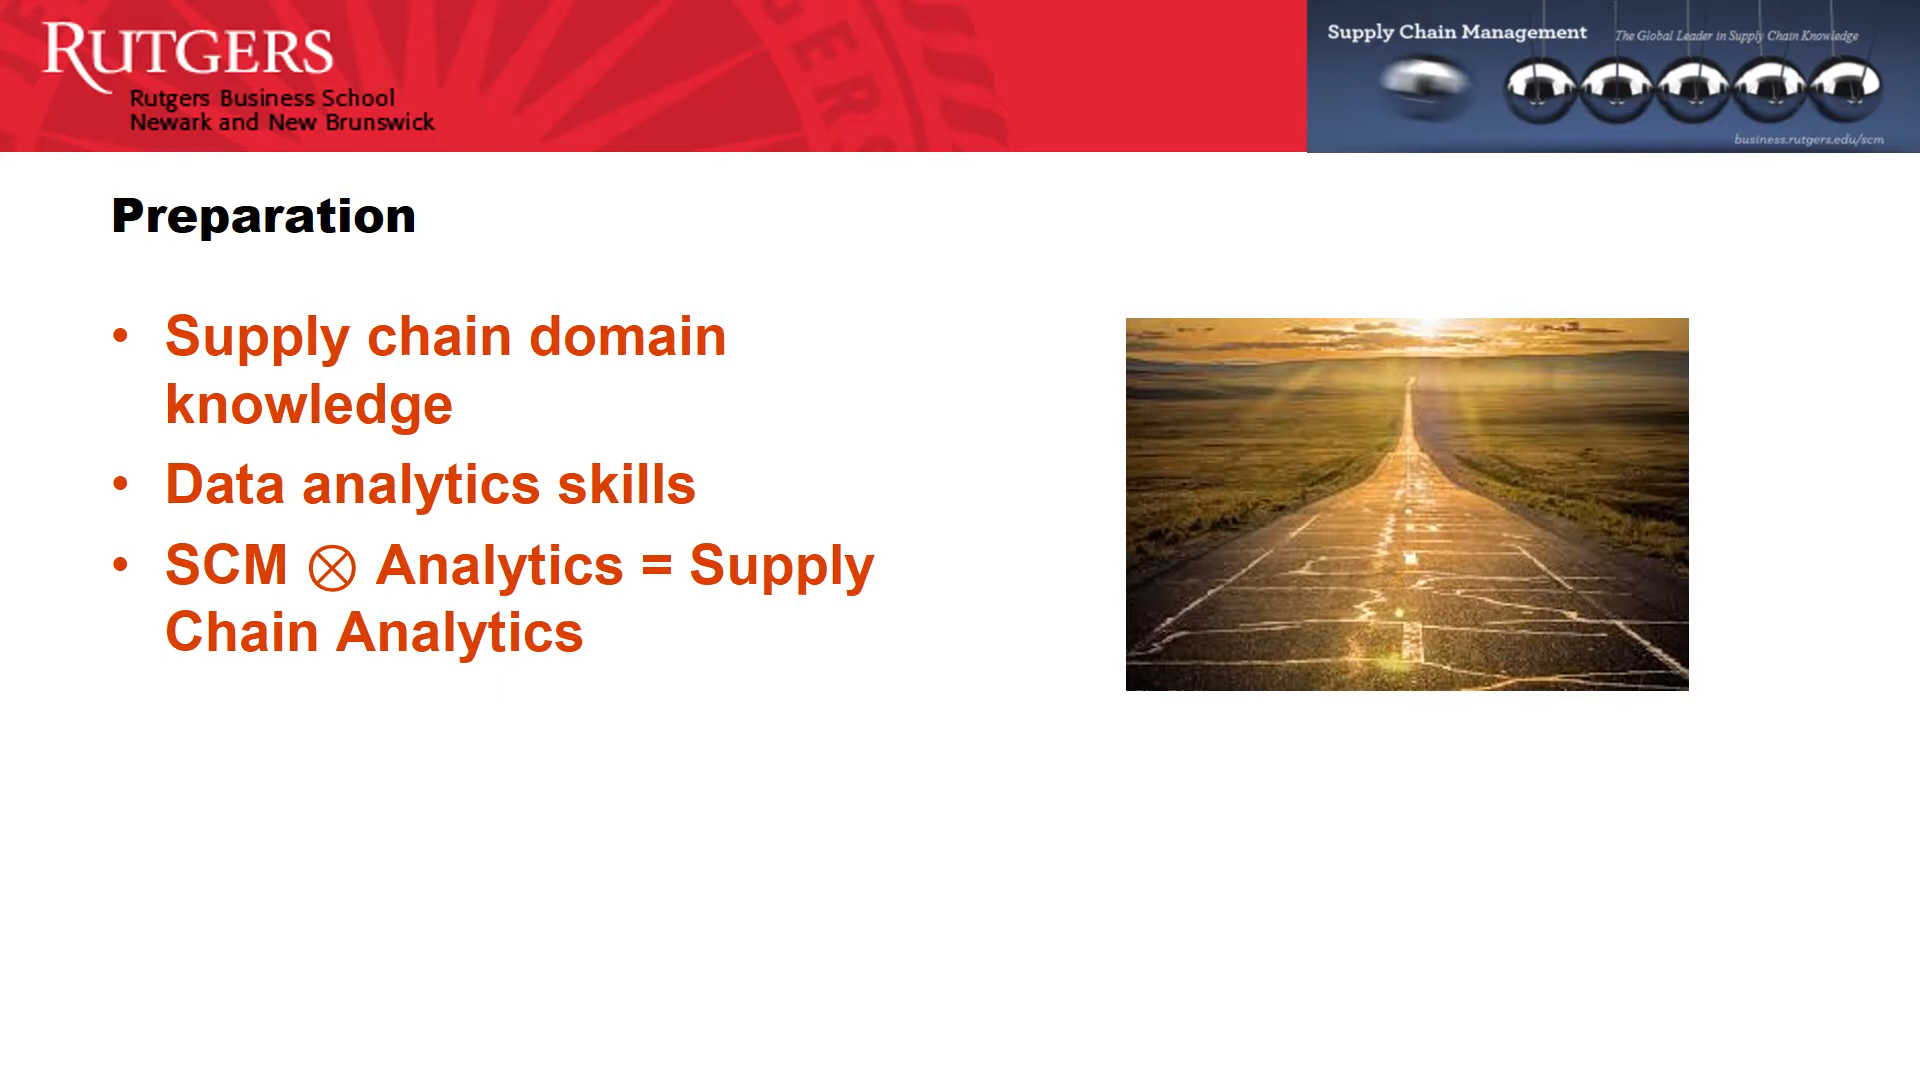 RUTGERS
Rutgers Business School
Newark and New Brunswick
Supply Chain Management
The Global Leader in Supply Chain Knowledge
business.rutgers.edu/scm
Preparation
• Supply chain domain
knowledge
• Data analytics skills
• SCM ⊗ Analytics = Supply
Chain Analytics